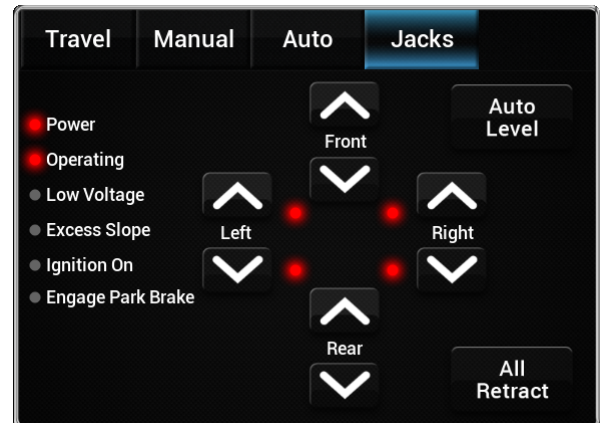 Travel Manual Auto Jacks
Power
Operating
Low Voltage
Excess Slope
Ignition On
Engage Park Brake
Front
Left
Right
Rear
Auto
Level
All
Retract